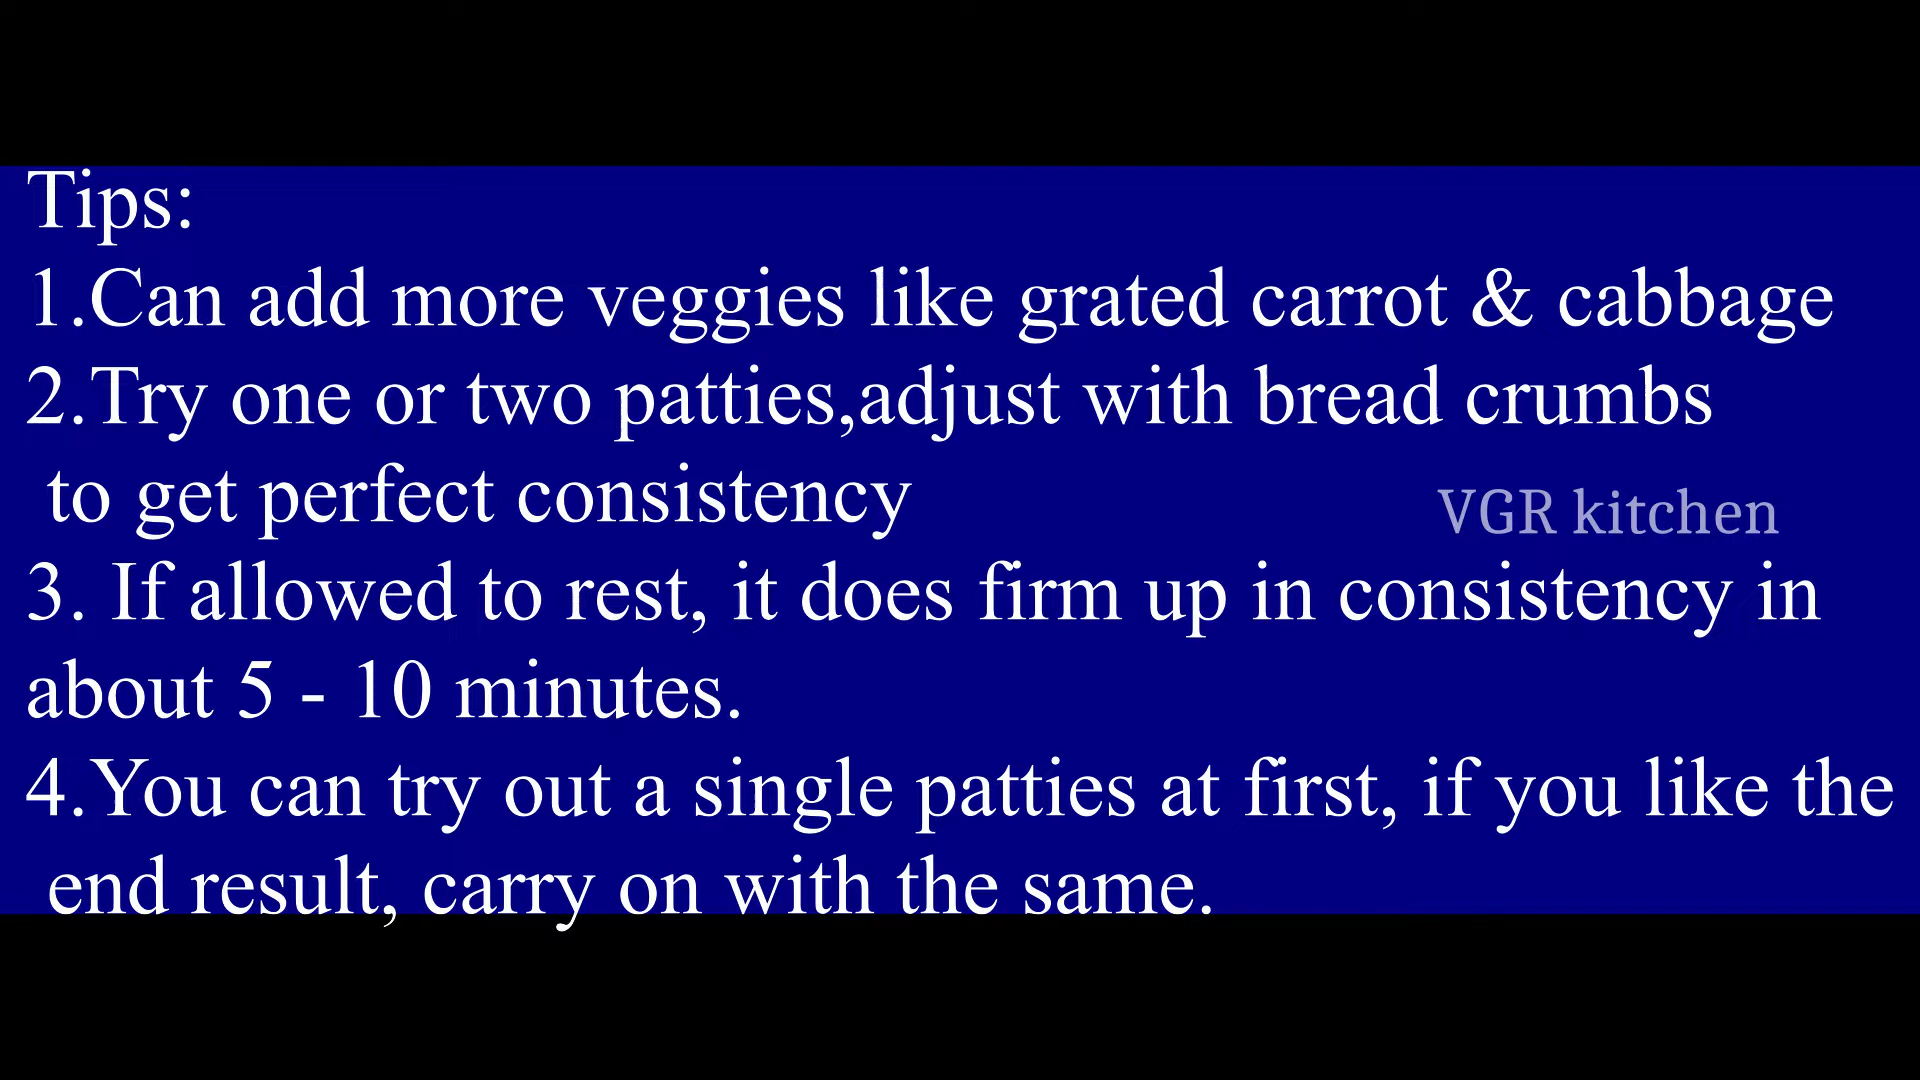 Tips:
1.Can add more veggies like grated carrot & cabbage
2.Try one or two patties,adjust with bread crumbs
to get perfect consistency
VGR kitchen
3. If allowed to rest, it does firm up in consistency in
about 5 - 10 minutes.
4.You can try out a single patties at first, if you like the
end result, carry on with the same.